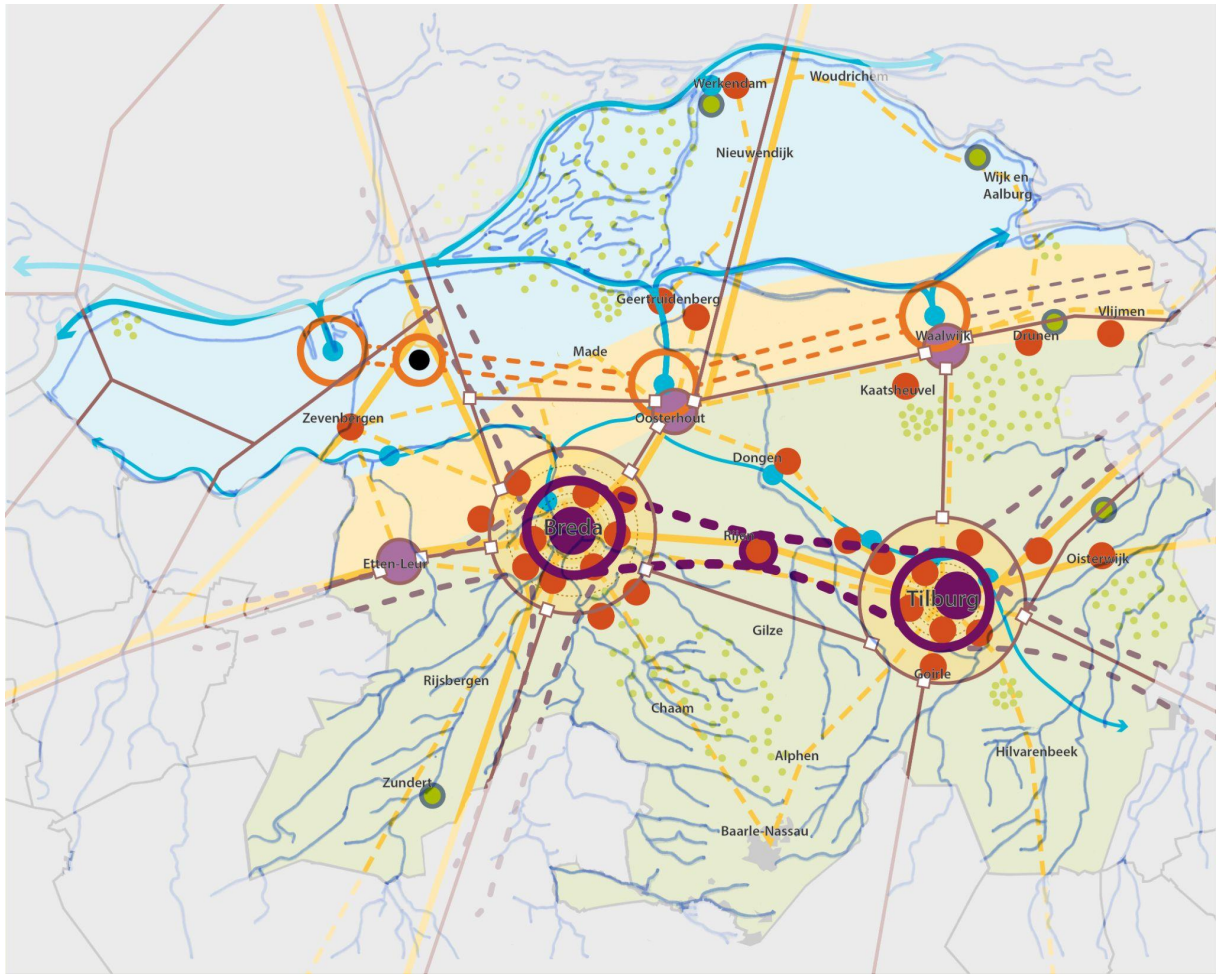 Werkendam
Woudrichem
Nieuwendijk
Wijk en
Aalburg
Geertruidenberg
Vlijmen
Waalwijk
Drunen
Made
Kaatsheuvel
Zevenbergen
Oosterhout
Dongen
Breda
Rijen
Etten-Leur
Oisterwijk
Tilburg
Gilze
Goirle
Rijsbergen
Chaam
Alphen
Hilvarenbeek
Zundert
Baarle-Nassau